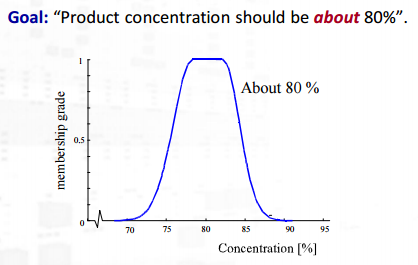 Goal: “Product concentration should be about 80%”.
1
About 80 %
membership grade
0.5
0
70 75 80 85 90 95
Concentration [%]